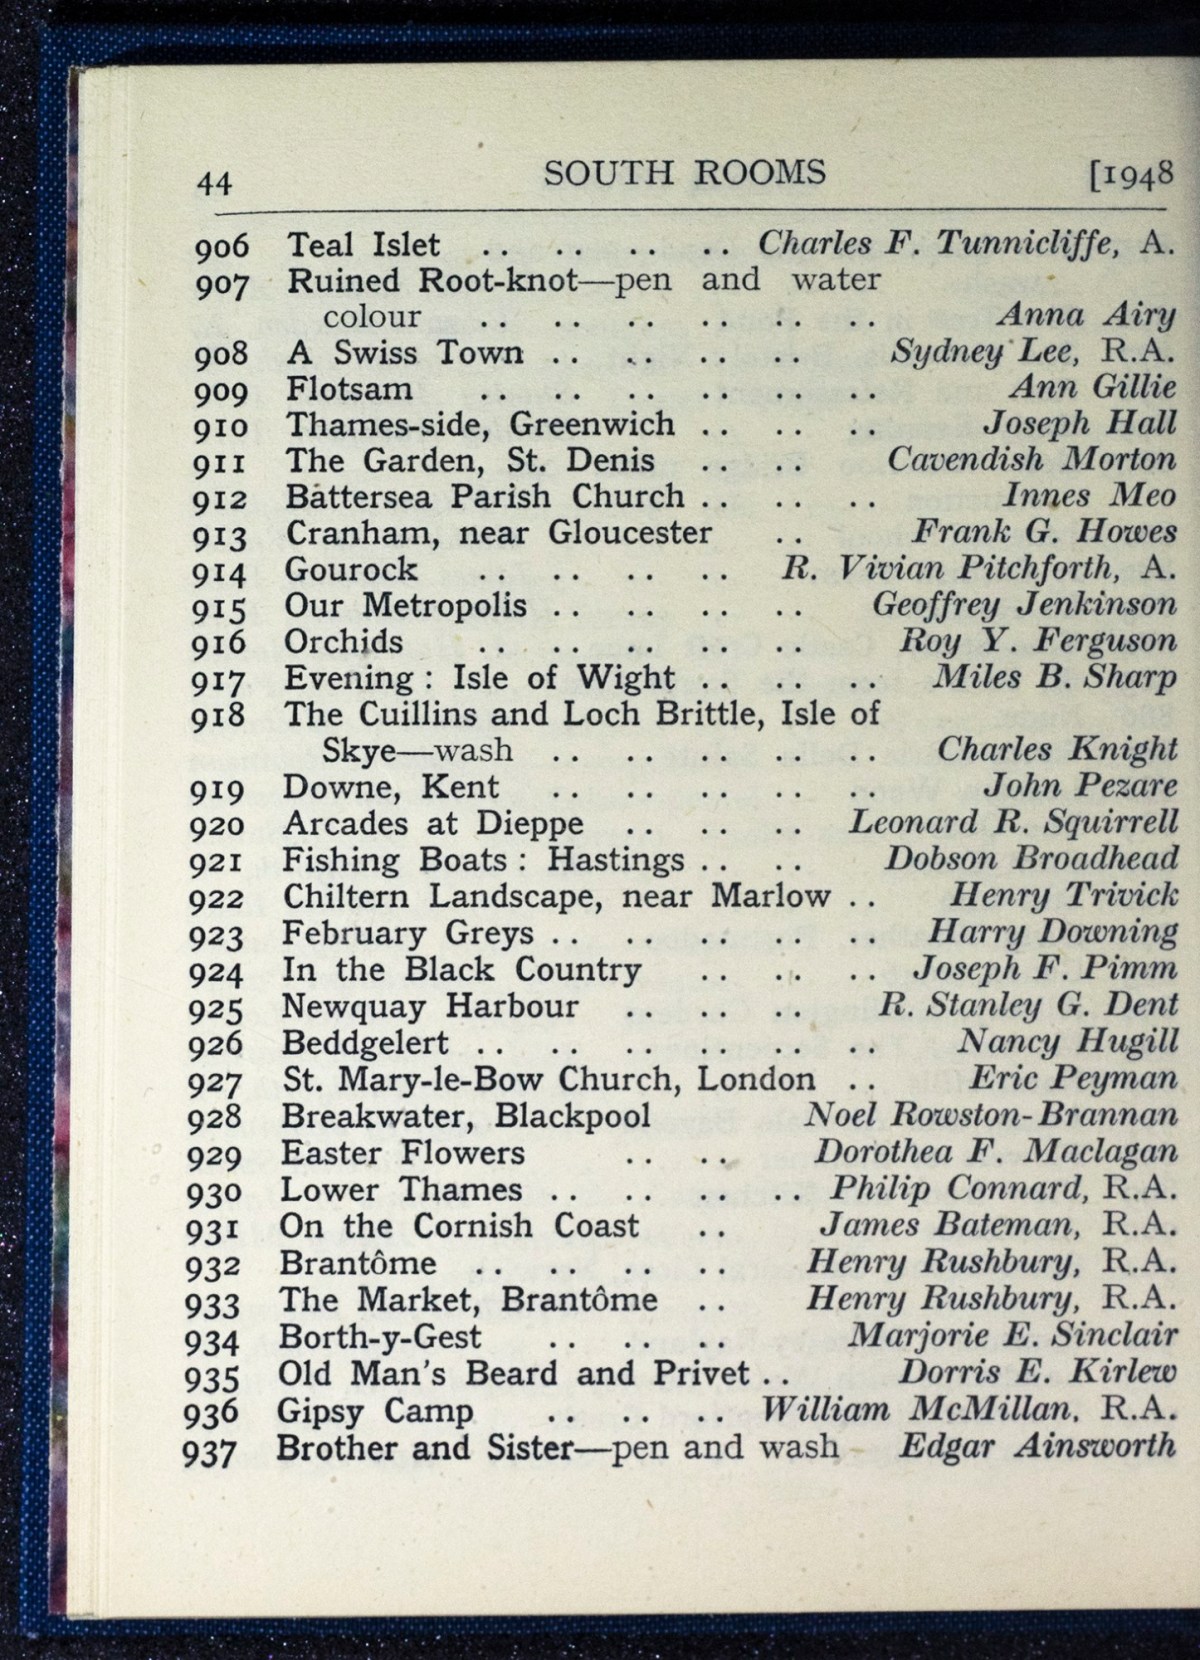 44 SOUTH ROOMS [1948
906 Teal Islet .. .. .. .. Charles F. Tunnicliffe, A.
907 Ruined Root-knot—pen and water
colour .. .. .. .. .. .. Anna Airy
908 A Swiss Town .. .. .. .. Sydney Lee, R.A.
909 Flotsam .. .. .. .. .. .. Ann Gillie
910 Thames-side, Greenwich .. .. .. Joseph Hall
911 The Garden, St. Denis .. .. Cavendish Morton
912 Battersea Parish Church .. .. .. Innes Meo
913 Cranham, near Gloucester .. Frank G. Howes
914 Gourock .. .. .. .. R. Vivian Pitchforth, A.
915 Our Metropolis .. .. .. .. Geoffrey Jenkinson
916 Orchids .. .. .. .. .. Roy Y. Ferguson
917 Evening : Isle of Wight .. .. .. Miles B. Sharp
918 The Cuillins and Loch Brittle, Isle of
Skye—wash .. .. .. .. .. Charles Knight
919 Downe, Kent .. .. .. .. .. John Pezare
920 Arcades at Dieppe .. .. .. Leonard R. Squirrell
921 Fishing Boats : Hastings .. .. Dobson Broadhead
922 Chiltern Landscape, near Marlow .. Henry Trivick
923 February Greys .. .. .. .. .. Harry Downing
924 In the Black Country .. .. .. Joseph F. Pimm
925 Newquay Harbour .. .. .. R. Stanley G. Dent
926 Beddgelert .. .. .. .. .. .. Nancy Hugill
927 St. Mary-le-Bow Church, London .. Eric Peyman
928 Breakwater, Blackpool Noel Rowston-Brannan
929 Easter Flowers .. .. Dorothea F. Maclagan
930 Lower Thames .. .. .. .. Philip Connard, R.A.
931 On the Cornish Coast .. James Bateman, R.A.
932 Brantôme .. .. .. .. Henry Rushbury, R.A.
933 The Market, Brantôme .. Henry Rushbury, R.A.
934 Borth-y-Gest .. .. .. Marjorie E. Sinclair
935 Old Man's Beard and Privet .. Dorris E. Kirlew
936 Gipsy Camp .. .. .. William McMillan, R.A.
937 Brother and Sister—pen and wash Edgar Ainsworth